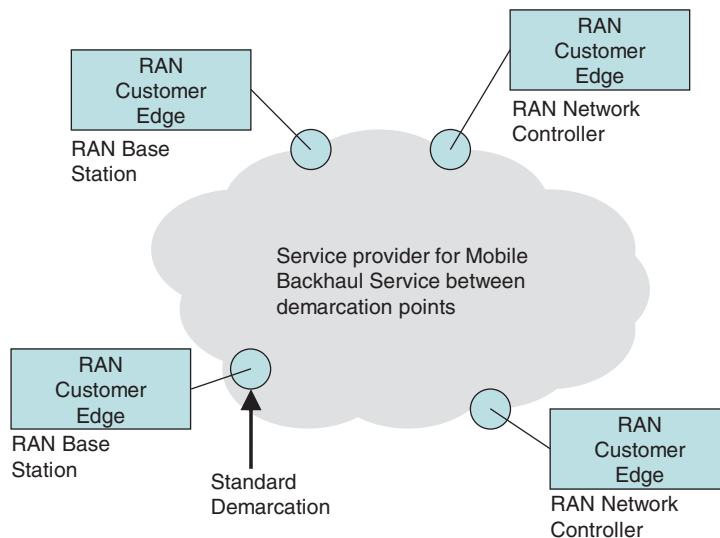 RAN
Customer
Edge
RAN Base
Station
RAN
Customer
Edge
RAN Network
Controller
Service provider for Mobile
Backhaul Service between
demarcation points
RAN
Customer
Edge
RAN Base
Station
Standard
Demarcation
RAN
Customer
Edge
RAN Network
Controller